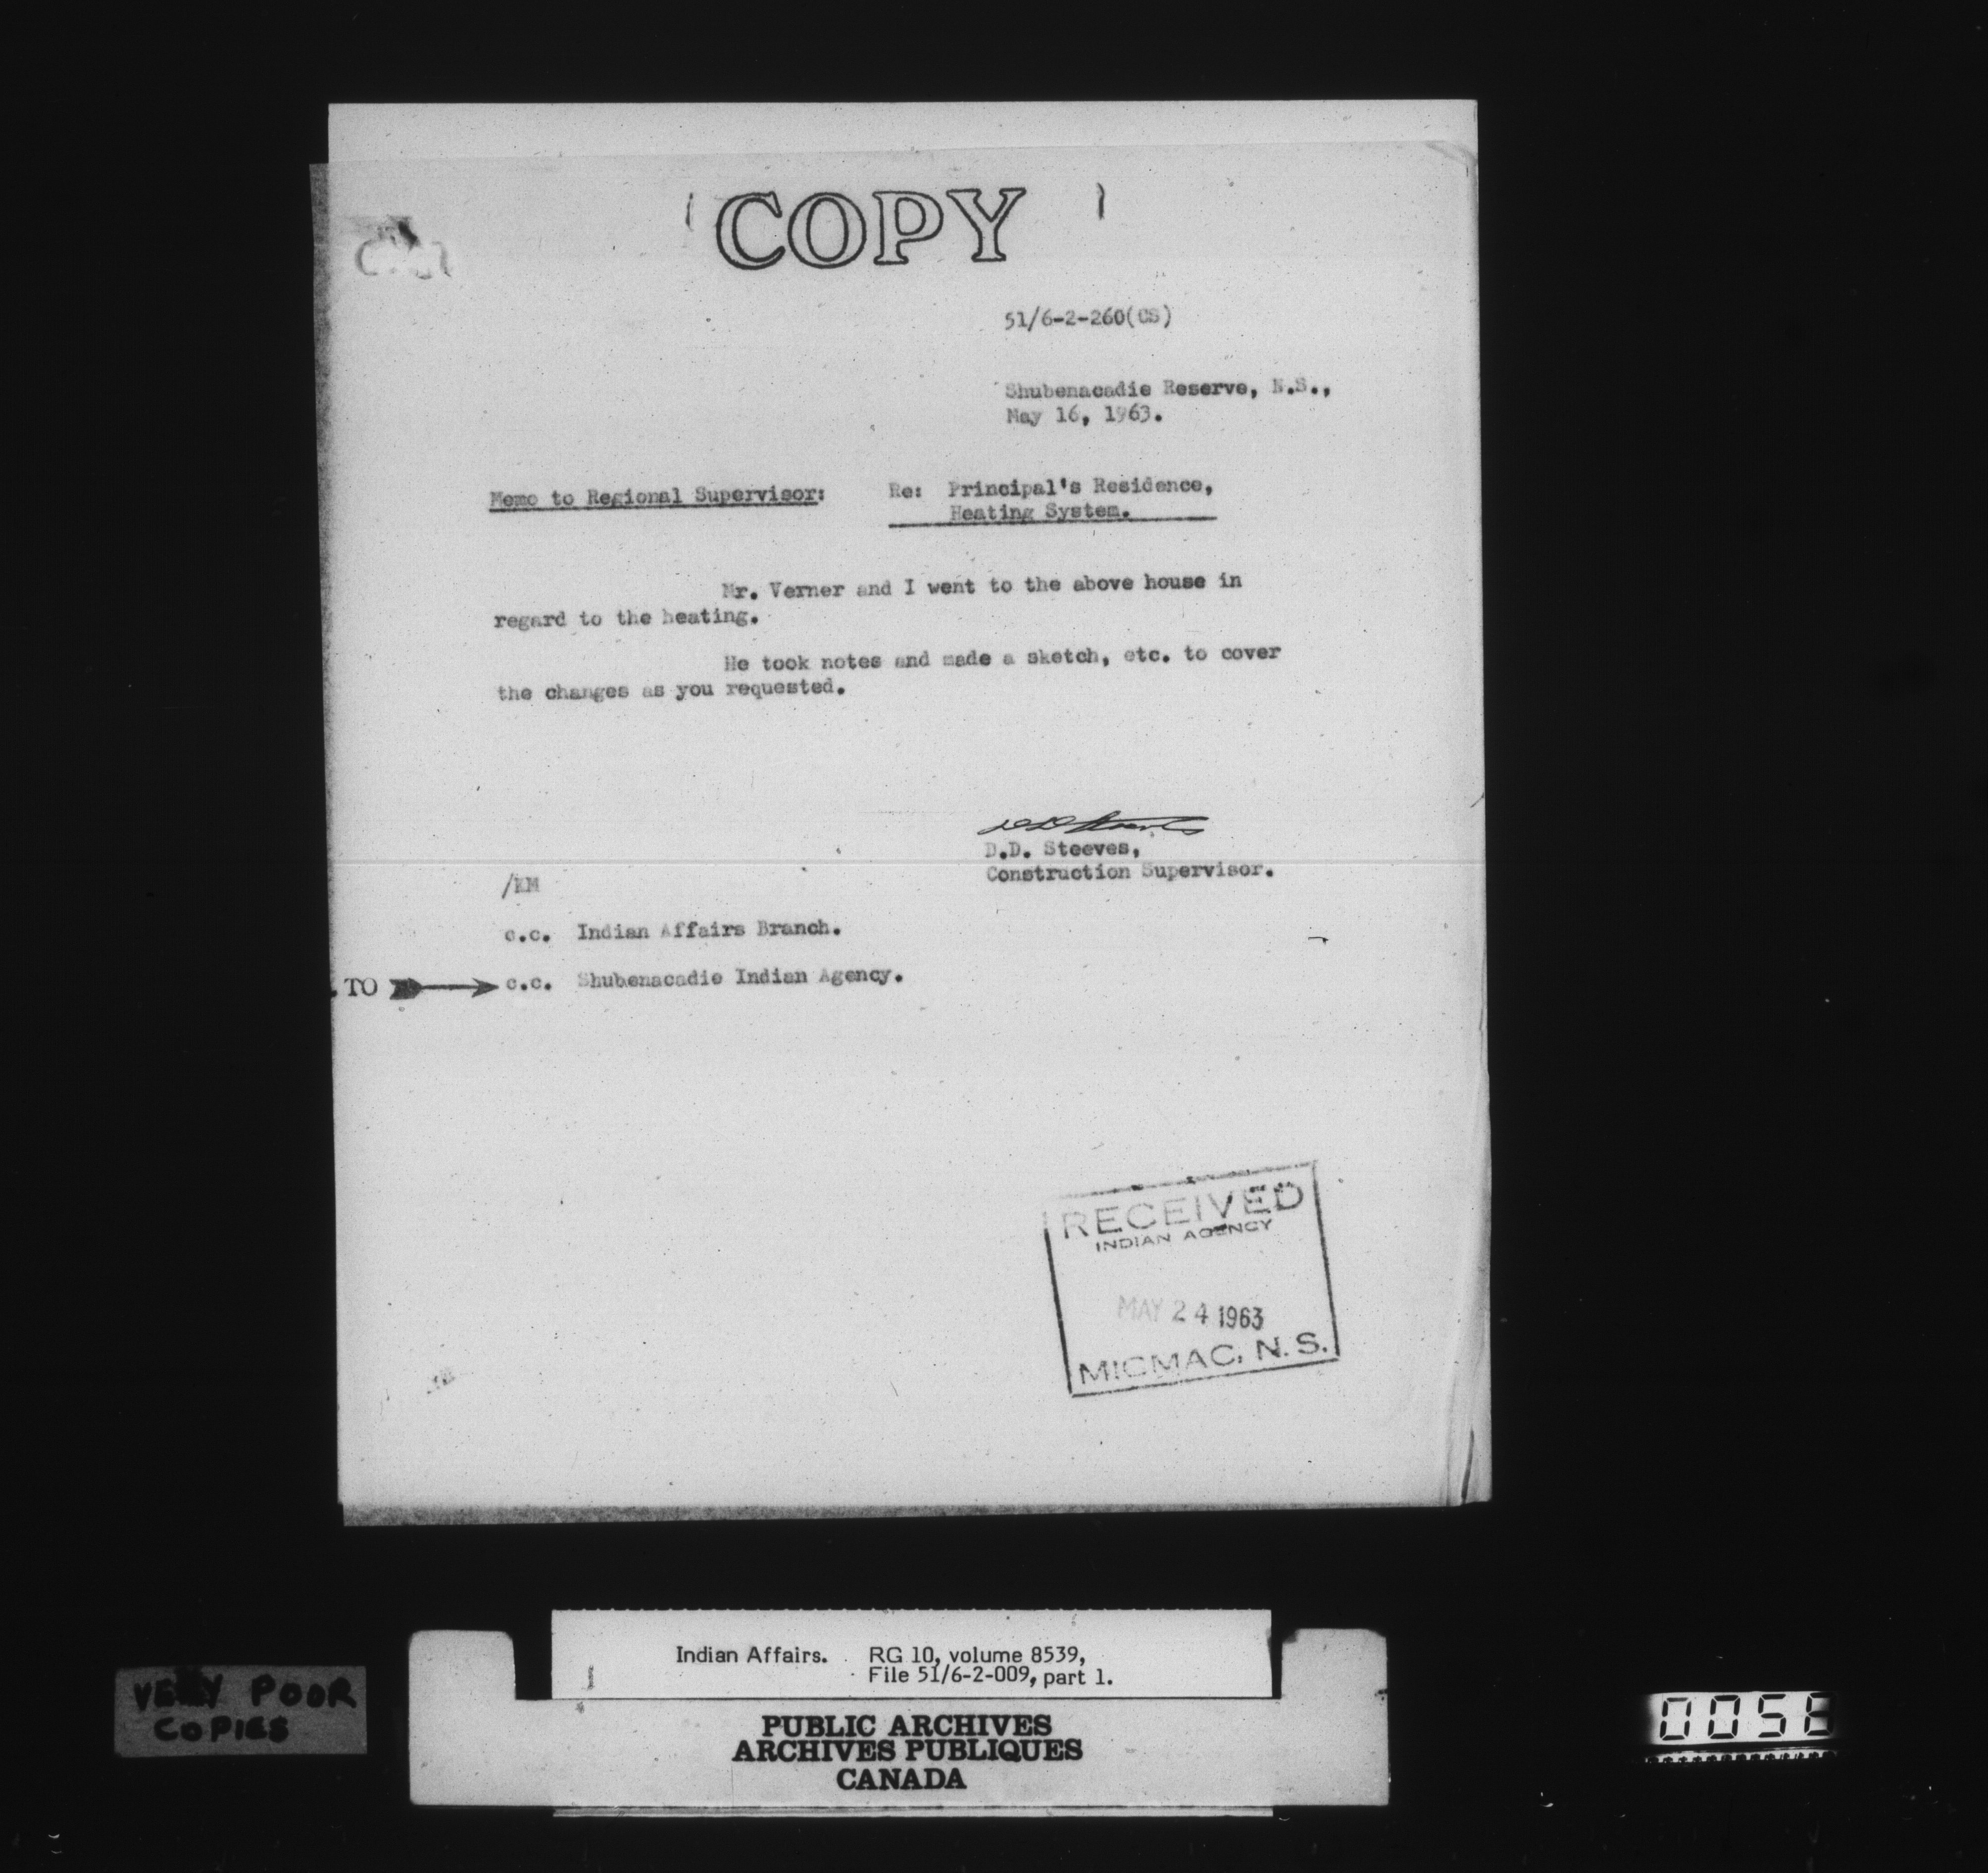 COPY
51/6-2-260(CS)
Shubenacadie Reserve, N.S.,
May 16, 1963.
Memo to Regional Supervisor:
Re: Principal's Residence,
Heating System.
Mr. Verner and I went to the above house in
regard to the heating.
He took notes and made a sketch, etc. to cover
the changes as you requested.
D.D. Steeves,
Construction Supervisor.
/KM
c.c. Indian Affairs Branch.
TO c.c. Shubenacadie Indian Agency.
RECEIVED
INDIAN AGENCY
MAY 24 1963
MICMAC, N.S.
Indian Affairs. RG 10, volume 8539,
File 51/6-2-009, part 1.
PUBLIC ARCHIVES
ARCHIVES PUBLIQUES
CANADA
VERY POOR
COPIES